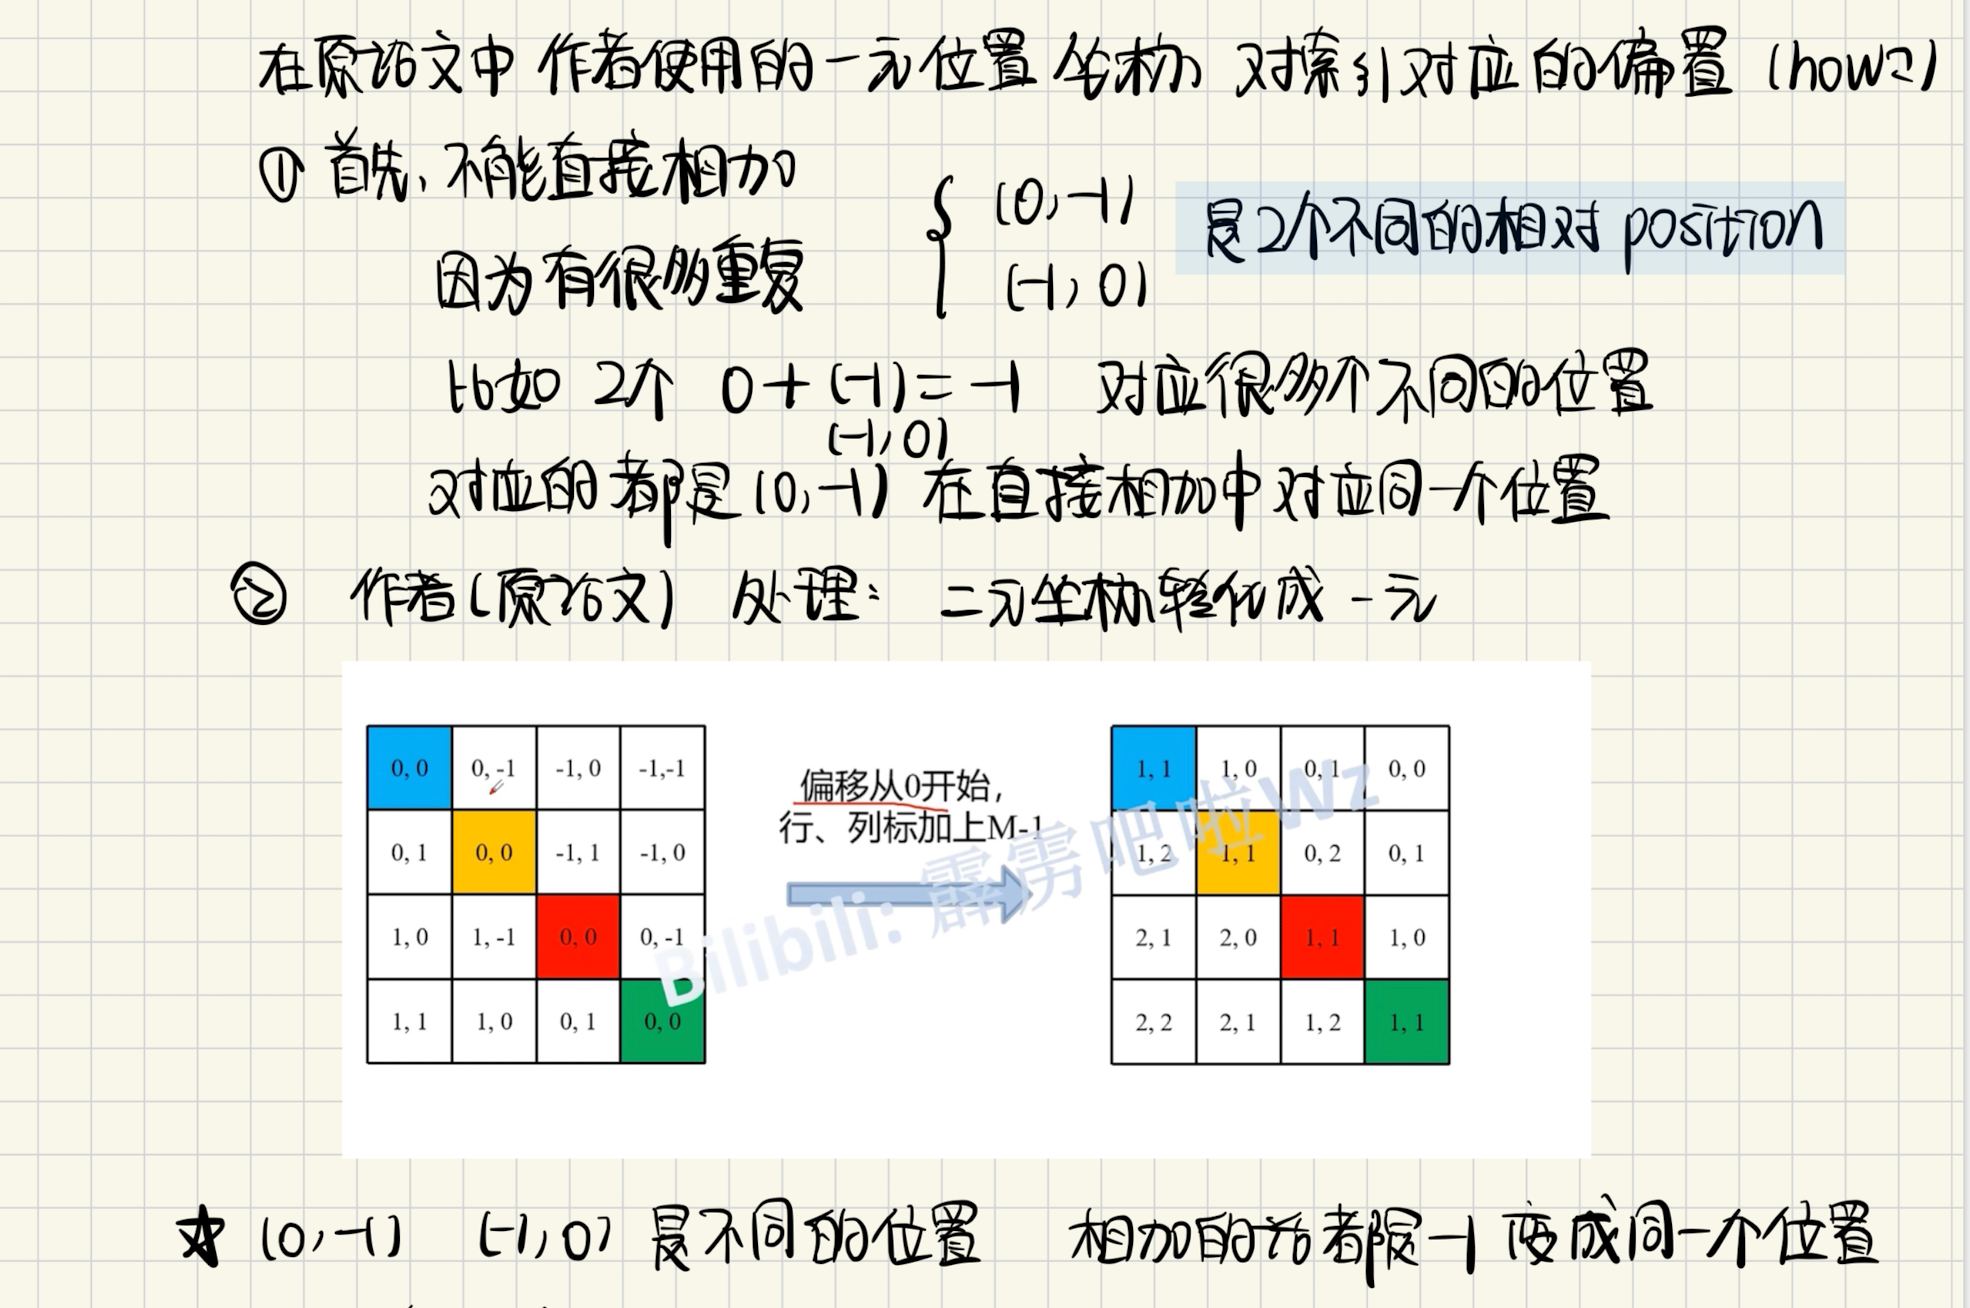 在原论文中 作者使用的一元位置坐标 对索引对应的偏置 (how?)
① 首先、不能直接相加
因为有很多重复
{ (0,-1)
(-1,0)
是2个不同的相对 position
比如 2个 0+(-1)=-1 对应很多个不同的位置
(-1,0)
对应的都是(0,-1) 在直接相加中对应同一个位置
② 作者(原论文) 处理: 二元坐标转化成一元
0, 0 0, -1 -1, 0 -1,-1
0, 1 0, 0 -1, 1 -1, 0
1, 0 1, -1 0, 0 0, -1
1, 1 1, 0 0, 1 0, 0
偏移从0开始，
行、列标加上M-1
1, 1 1, 0 0, 1 0, 0
1, 2 1, 1 0, 2 0, 1
2, 1 2, 0 1, 1 1, 0
2, 2 2, 1 1, 2 1, 1
Bilibili: 霹雳吧啦Wz
☆ (0,-1) (-1,0) 是不同的位置 相加的话都是-1 变成同一个位置